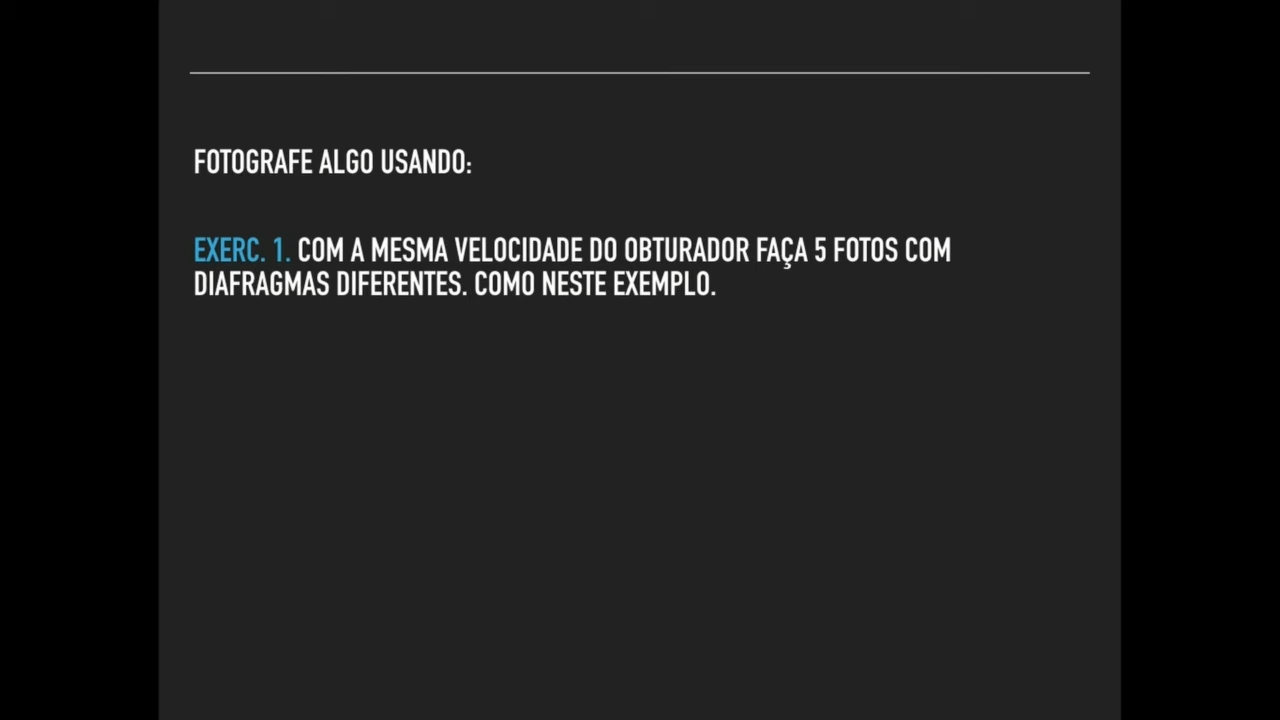 FOTOGRAFE ALGO USANDO:
EXERC. 1. COM A MESMA VELOCIDADE DO OBTURADOR FAÇA 5 FOTOS COM
DIAFRAGMAS DIFERENTES. COMO NESTE EXEMPLO.